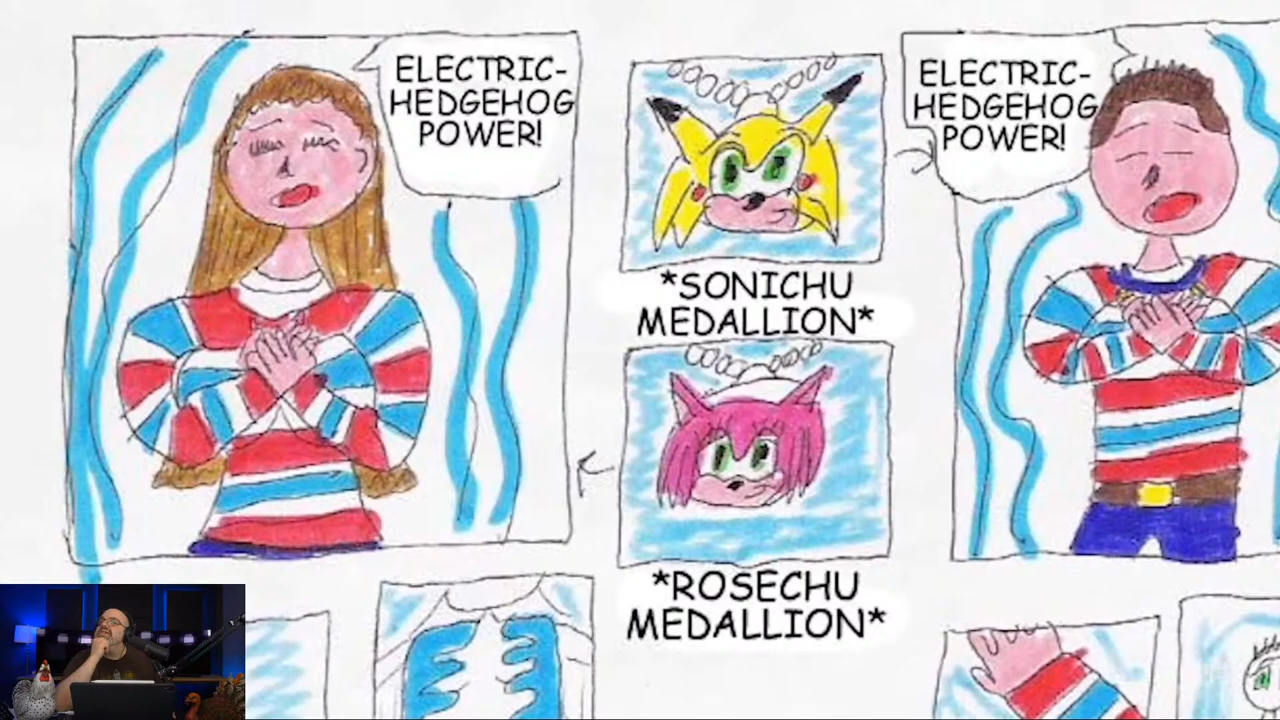 ELECTRIC-
HEDGEHOG
POWER!
*SONICHU
MEDALLION*
*ROSECHU
MEDALLION*
ELECTRIC-
HEDGEHOG
POWER!